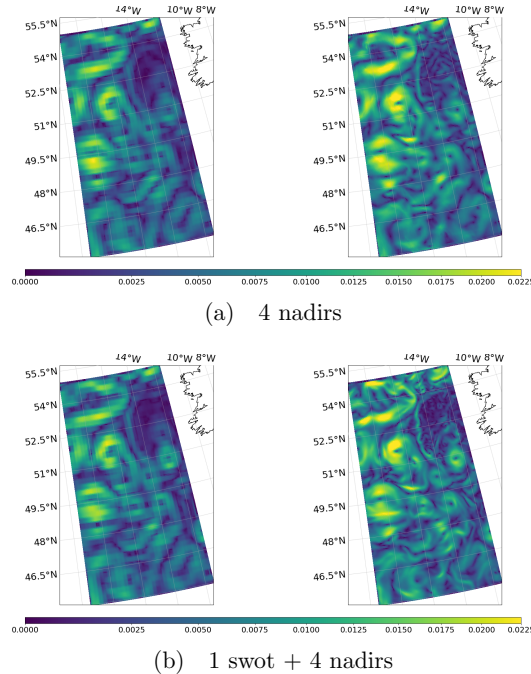 14°W 10°W 8°W 14°W 10°W 8°W
55.5°N 55.5°N
54°N 54°N
52.5°N 52.5°N
51°N 51°N
49.5°N 49.5°N
48°N 48°N
46.5°N 46.5°N
0.0000 0.0025 0.0050 0.0075 0.0100 0.0125 0.0150 0.0175 0.0200 0.0225
(a) 4 nadirs
14°W 10°W 8°W 14°W 10°W 8°W
55.5°N 55.5°N
54°N 54°N
52.5°N 52.5°N
51°N 51°N
49.5°N 49.5°N
48°N 48°N
46.5°N 46.5°N
0.0000 0.0025 0.0050 0.0075 0.0100 0.0125 0.0150 0.0175 0.0200 0.0225
(b) 1 swot + 4 nadirs